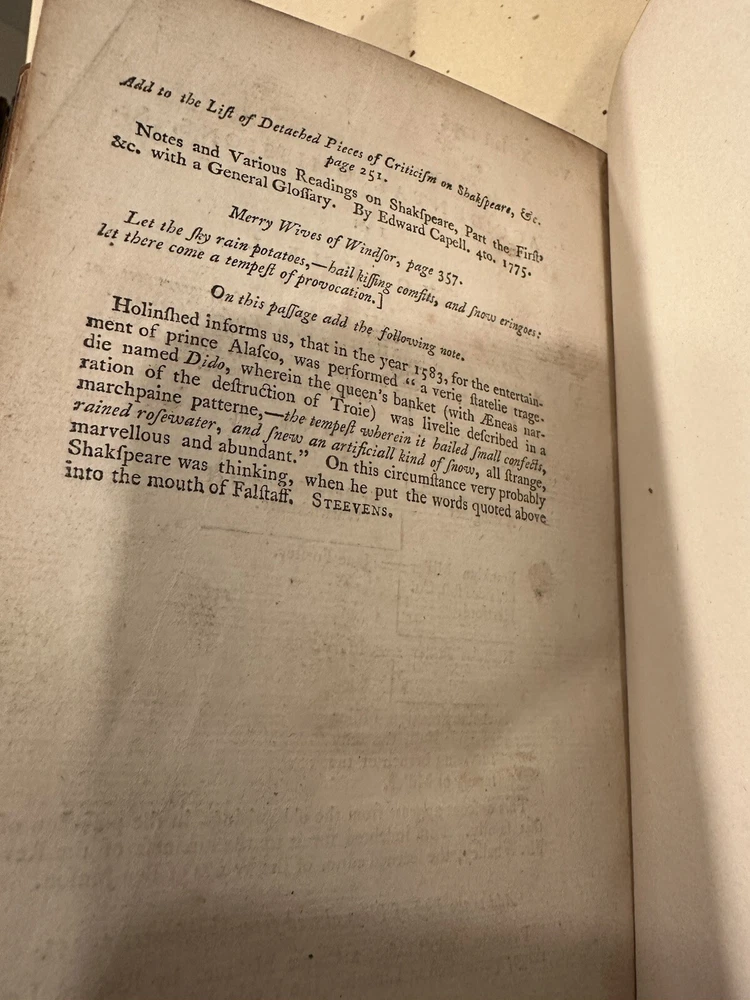 Add to the Liſt of Detached Pieces of Criticiſm on Shakſpeare, &c.
page 251.
Notes and Various Readings on Shakſpeare, Part the Firſt,
&c. with a General Gloſſary. By Edward Capell. 4to. 1775.
Merry Wives of Windſor, page 357.
Let the ſky rain potatoes,—hail kiſſing comfits, and ſnow eringoes:
let there come a tempeſt of provocation.]
On this paſſage add the following note.
Holinſhed informs us, that in the year 1583, for the entertain-
ment of prince Alaſco, was performed “ a verie ſtatelie trage-
die named Dido, wherein the queen's banket (with Æneas nar-
ration of the deſtruction of Troie) was livelie deſcribed in a
marchpaine patterne,—the tempeſt wherein it hailed ſmall confects,
rained roſewater, and ſnew an artificiall kind of ſnow, all ſtrange,
marvellous and abundant.” On this circumſtance very probably
Shakſpeare was thinking, when he put the words quoted above
into the mouth of Falſtaff. STEEVENS.